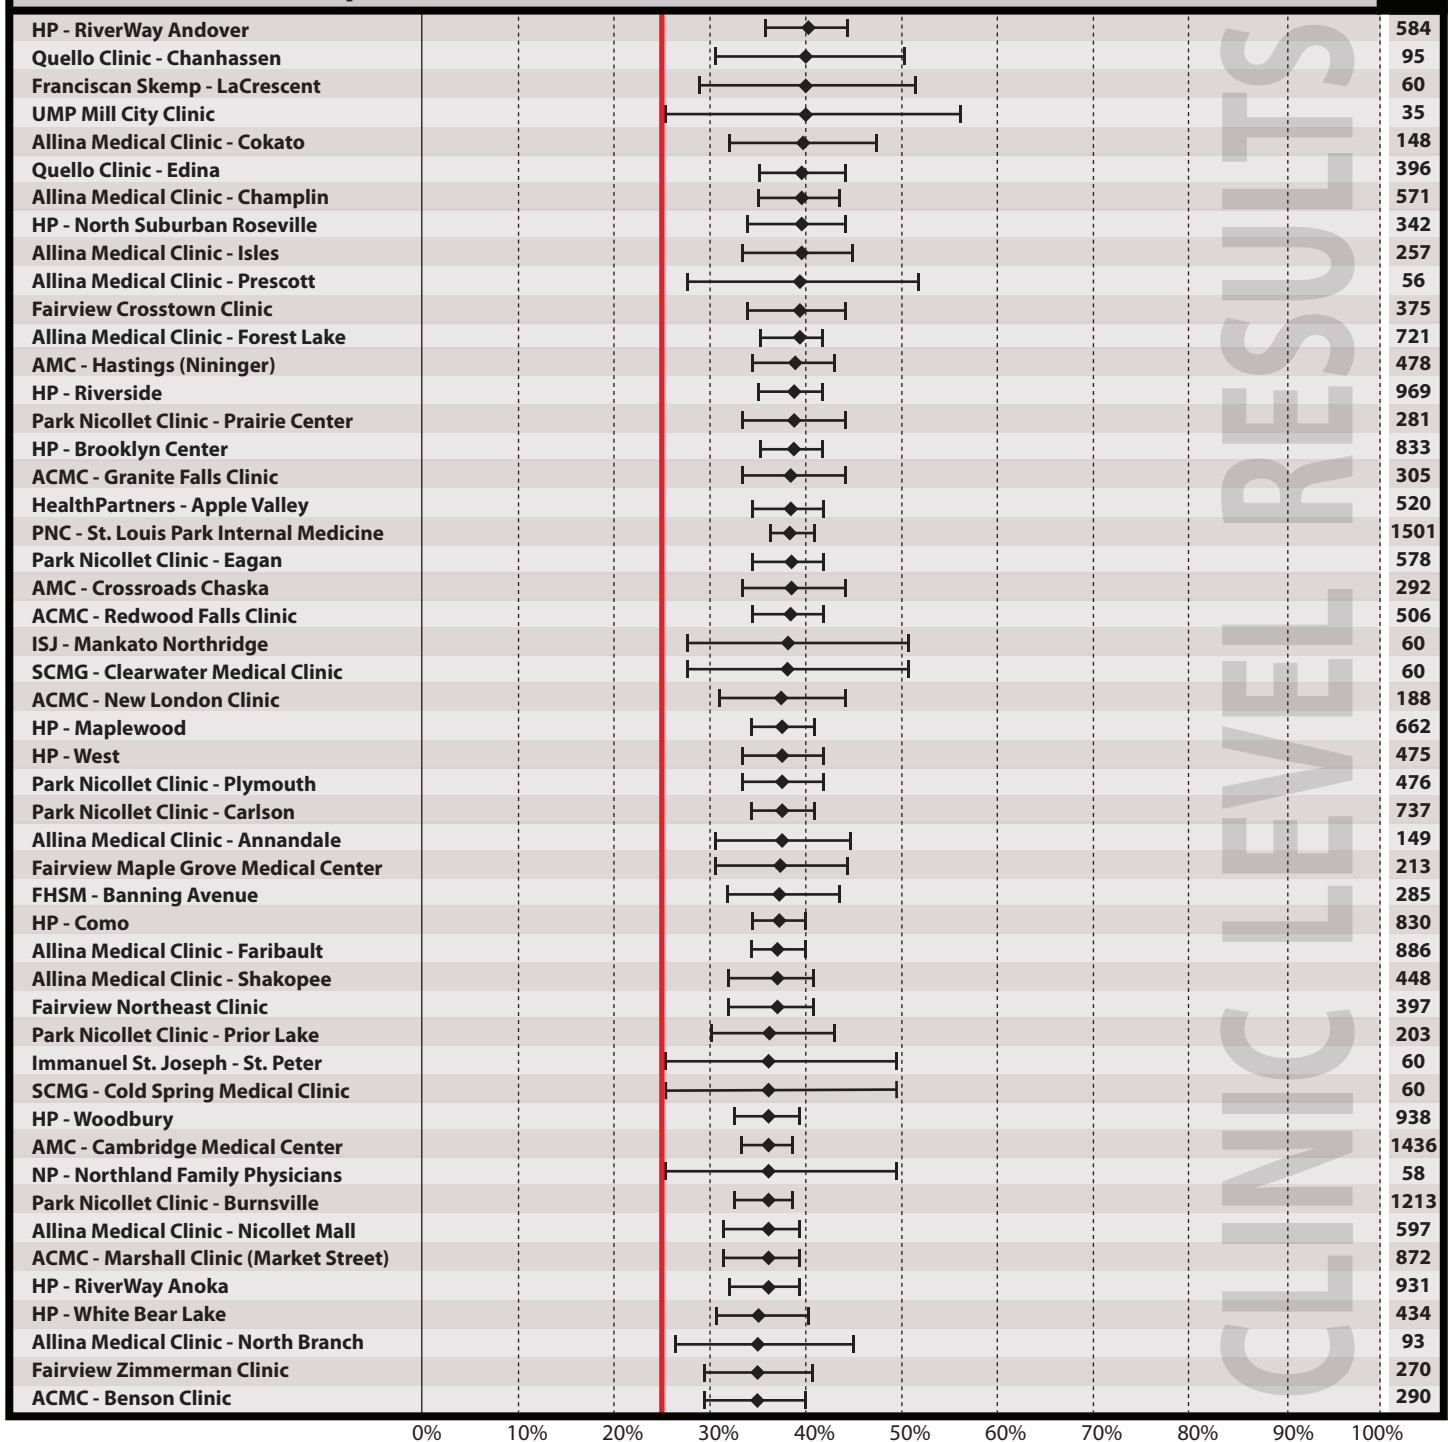 HP - RiverWay Andover 584
Quello Clinic - Chanhassen 95
Franciscan Skemp - LaCrescent 60
UMP Mill City Clinic 35
Allina Medical Clinic - Cokato 148
Quello Clinic - Edina 396
Allina Medical Clinic - Champlin 571
HP - North Suburban Roseville 342
Allina Medical Clinic - Isles 257
Allina Medical Clinic - Prescott 56
Fairview Crosstown Clinic 375
Allina Medical Clinic - Forest Lake 721
AMC - Hastings (Nininger) 478
HP - Riverside 969
Park Nicollet Clinic - Prairie Center 281
HP - Brooklyn Center 833
ACMC - Granite Falls Clinic 305
HealthPartners - Apple Valley 520
PNC - St. Louis Park Internal Medicine 1501
Park Nicollet Clinic - Eagan 578
AMC - Crossroads Chaska 292
ACMC - Redwood Falls Clinic 506
ISJ - Mankato Northridge 60
SCMG - Clearwater Medical Clinic 60
ACMC - New London Clinic 188
HP - Maplewood 662
HP - West 475
Park Nicollet Clinic - Plymouth 476
Park Nicollet Clinic - Carlson 737
Allina Medical Clinic - Annandale 149
Fairview Maple Grove Medical Center 213
FHSM - Banning Avenue 285
HP - Como 830
Allina Medical Clinic - Faribault 886
Allina Medical Clinic - Shakopee 448
Fairview Northeast Clinic 397
Park Nicollet Clinic - Prior Lake 203
Immanuel St. Joseph - St. Peter 60
SCMG - Cold Spring Medical Clinic 60
HP - Woodbury 938
AMC - Cambridge Medical Center 1436
NP - Northland Family Physicians 58
Park Nicollet Clinic - Burnsville 1213
Allina Medical Clinic - Nicollet Mall 597
ACMC - Marshall Clinic (Market Street) 872
HP - RiverWay Anoka 931
HP - White Bear Lake 434
Allina Medical Clinic - North Branch 93
Fairview Zimmerman Clinic 270
ACMC - Benson Clinic 290
0% 10% 20% 30% 40% 50% 60% 70% 80% 90% 100%
CLINIC LEVEL RESULTS